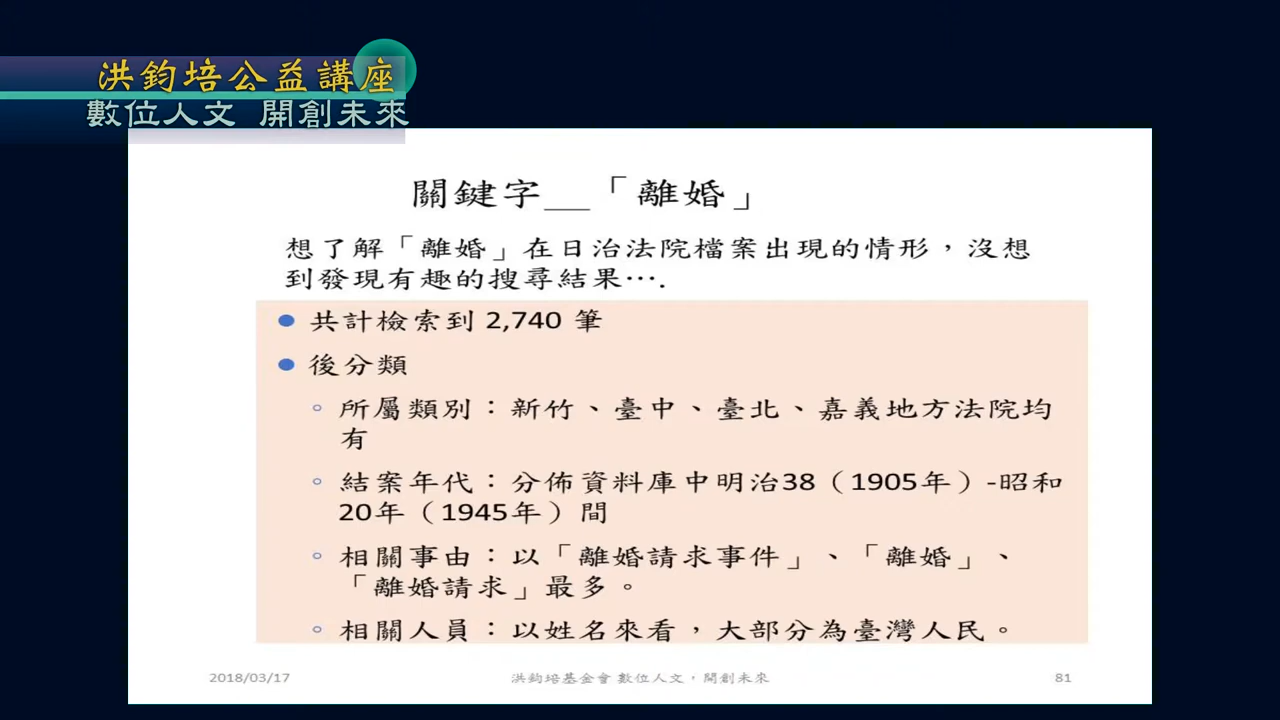 洪鈞培公益講座
數位人文 開創未來
關鍵字__「離婚」
想了解「離婚」在日治法院檔案出現的情形，沒想
到發現有趣的搜尋結果….
共計檢索到 2,740 筆
後分類
所屬類別：新竹、臺中、臺北、嘉義地方法院均
有
結案年代：分佈資料庫中明治38（1905年）-昭和
20年（1945年）間
相關事由：以「離婚請求事件」、「離婚」、
「離婚請求」最多。
相關人員：以姓名來看，大部分為臺灣人民。
2018/03/17
洪鈞培基金會 數位人文，開創未來
81